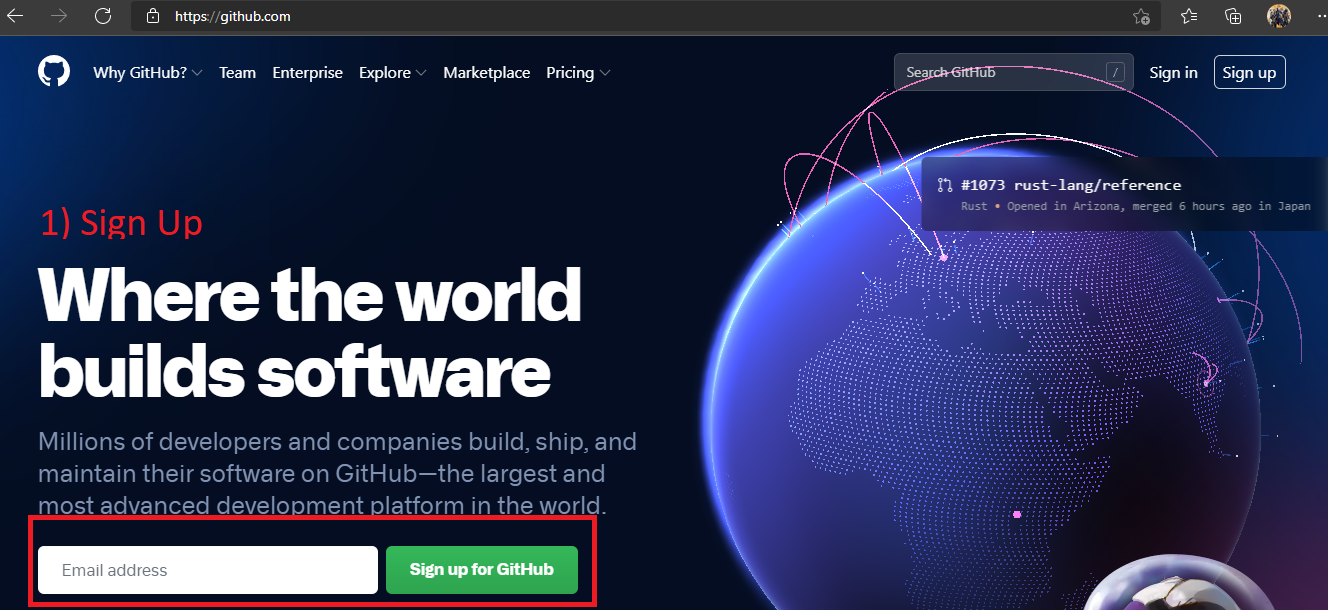 https://github.com
Why GitHub? Team Enterprise Explore Marketplace Pricing
Search GitHub /
Sign in
Sign up
#1073 rust-lang/reference
Rust • Opened in Arizona, merged 6 hours ago in Japan
1) Sign Up
Where the world
builds software
Millions of developers and companies build, ship, and
maintain their software on GitHub—the largest and
most advanced development platform in the world.
Email address
Sign up for GitHub